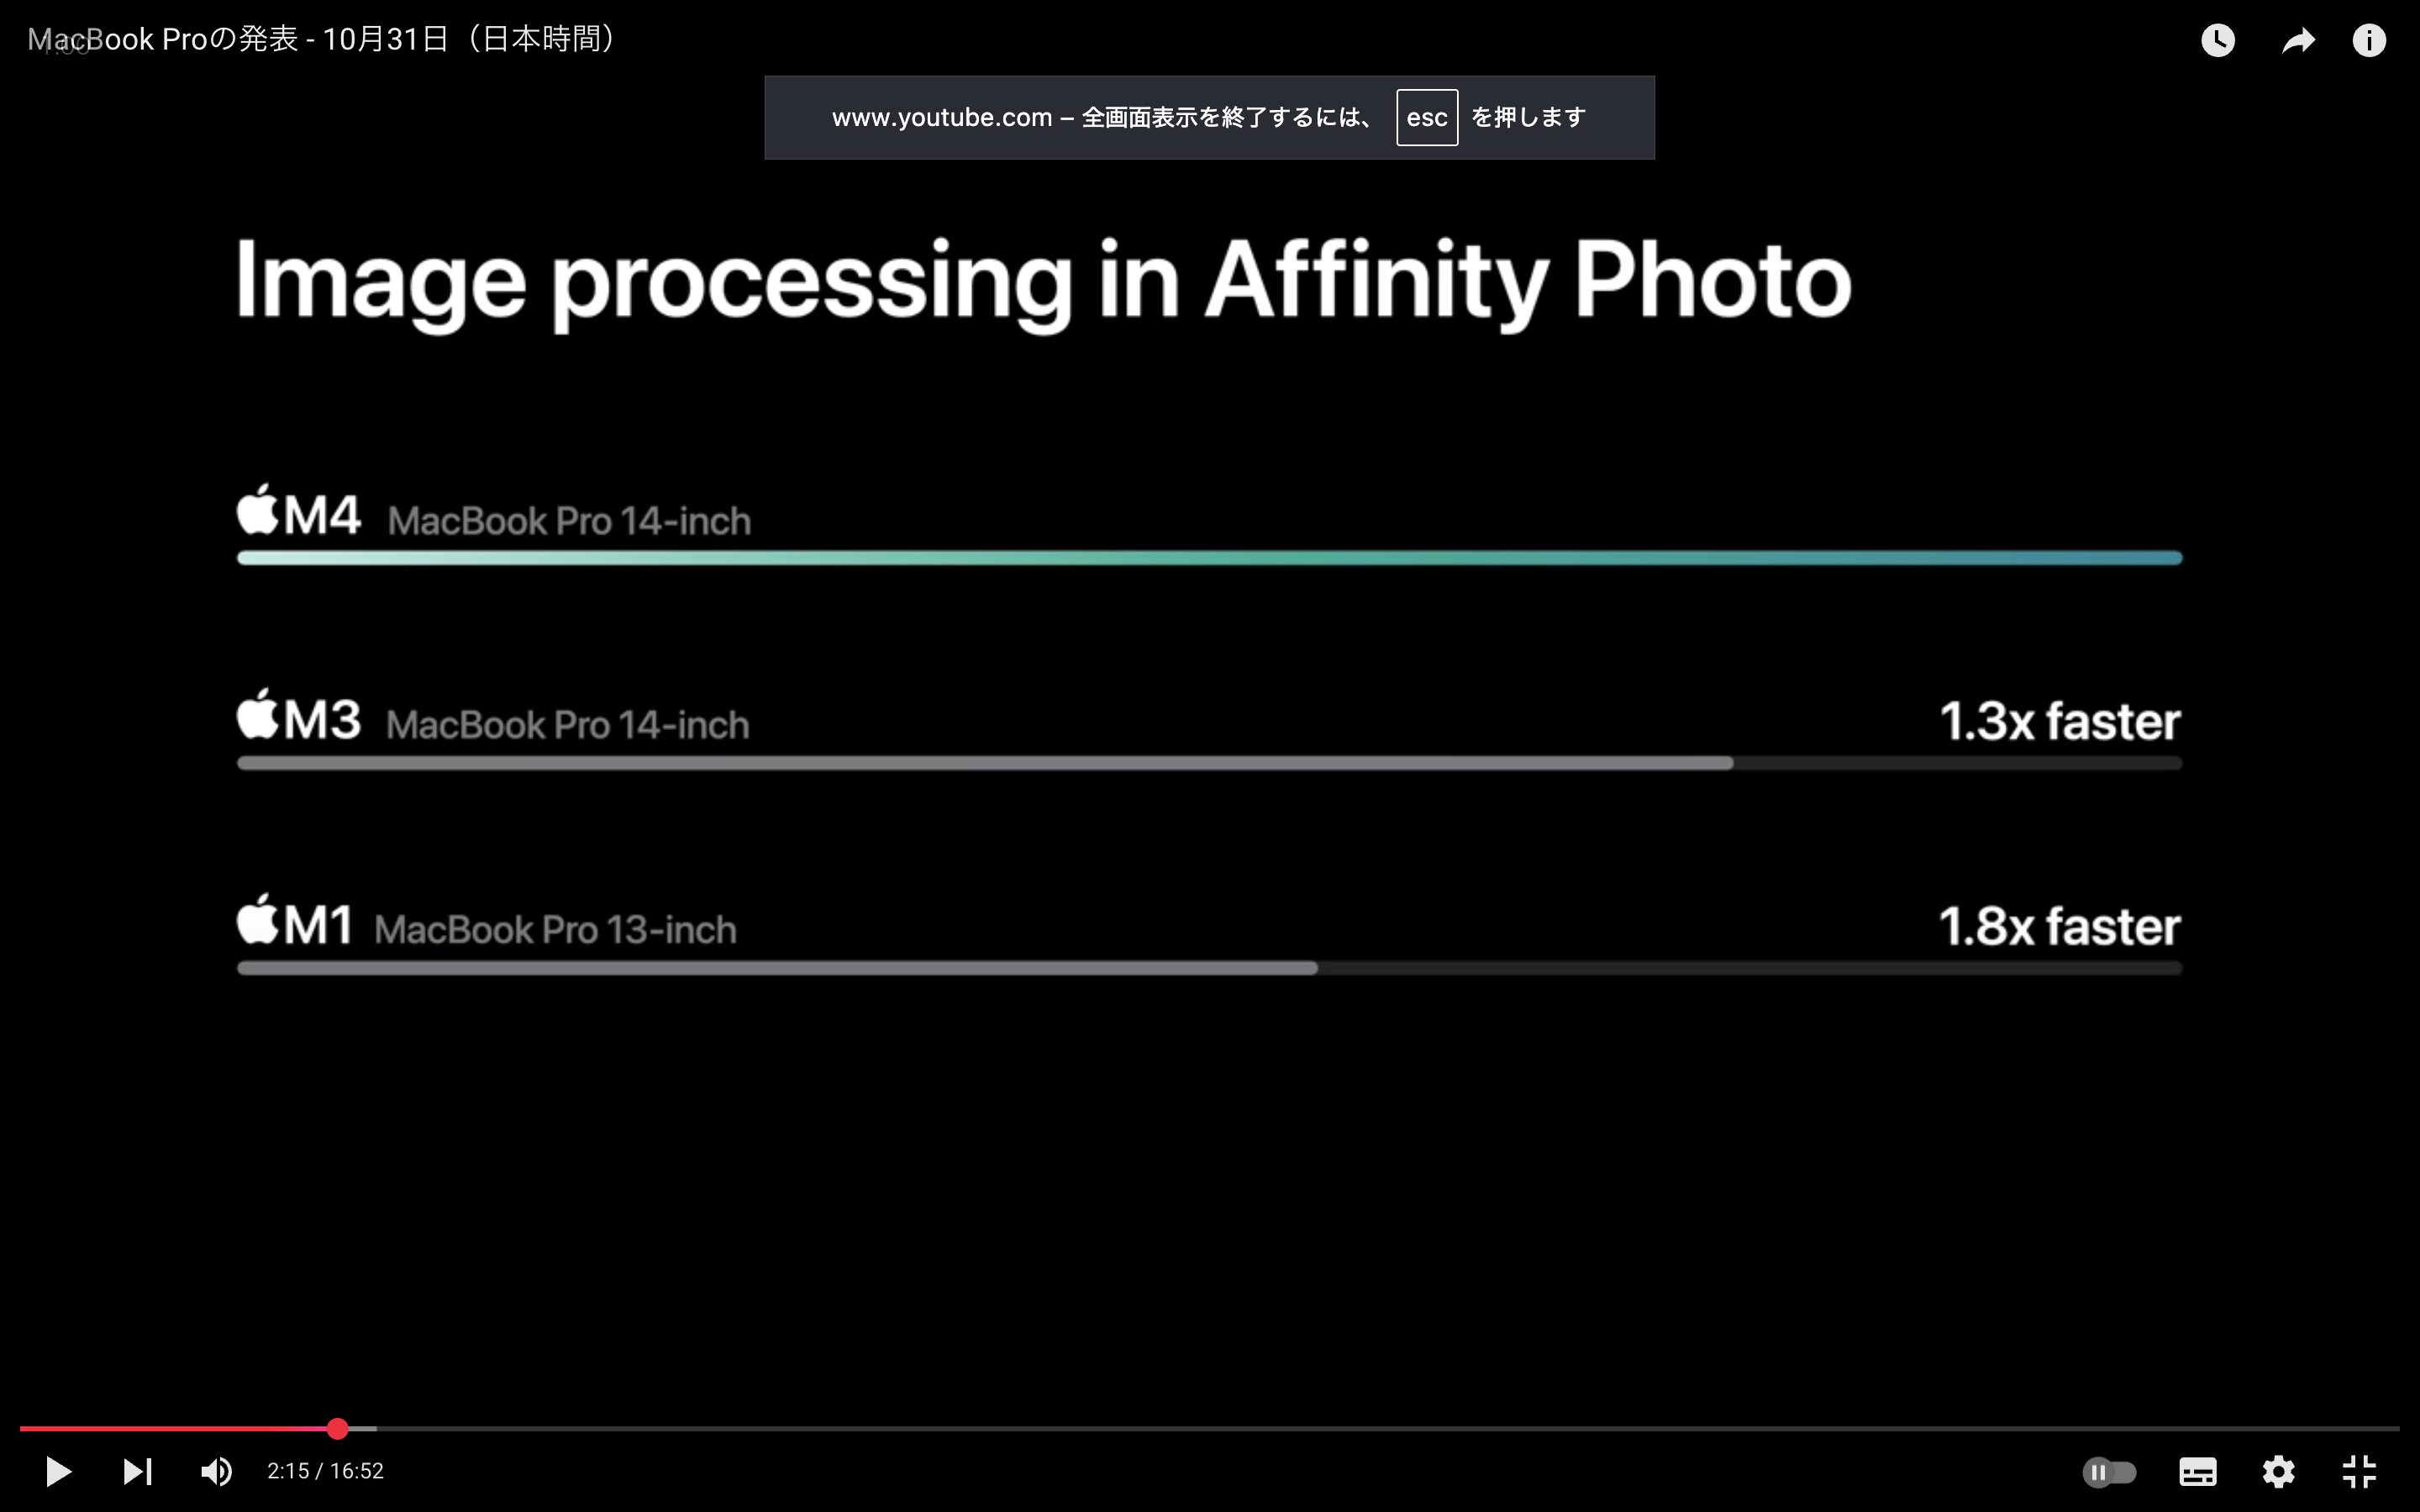 MacBook Proの発表 - 10月31日（日本時間）
www.youtube.com – 全画面表示を終了するには、 esc を押します
Image processing in Affinity Photo
M4 MacBook Pro 14-inch
M3 MacBook Pro 14-inch 1.3x faster
M1 MacBook Pro 13-inch 1.8x faster
2:15 / 16:52